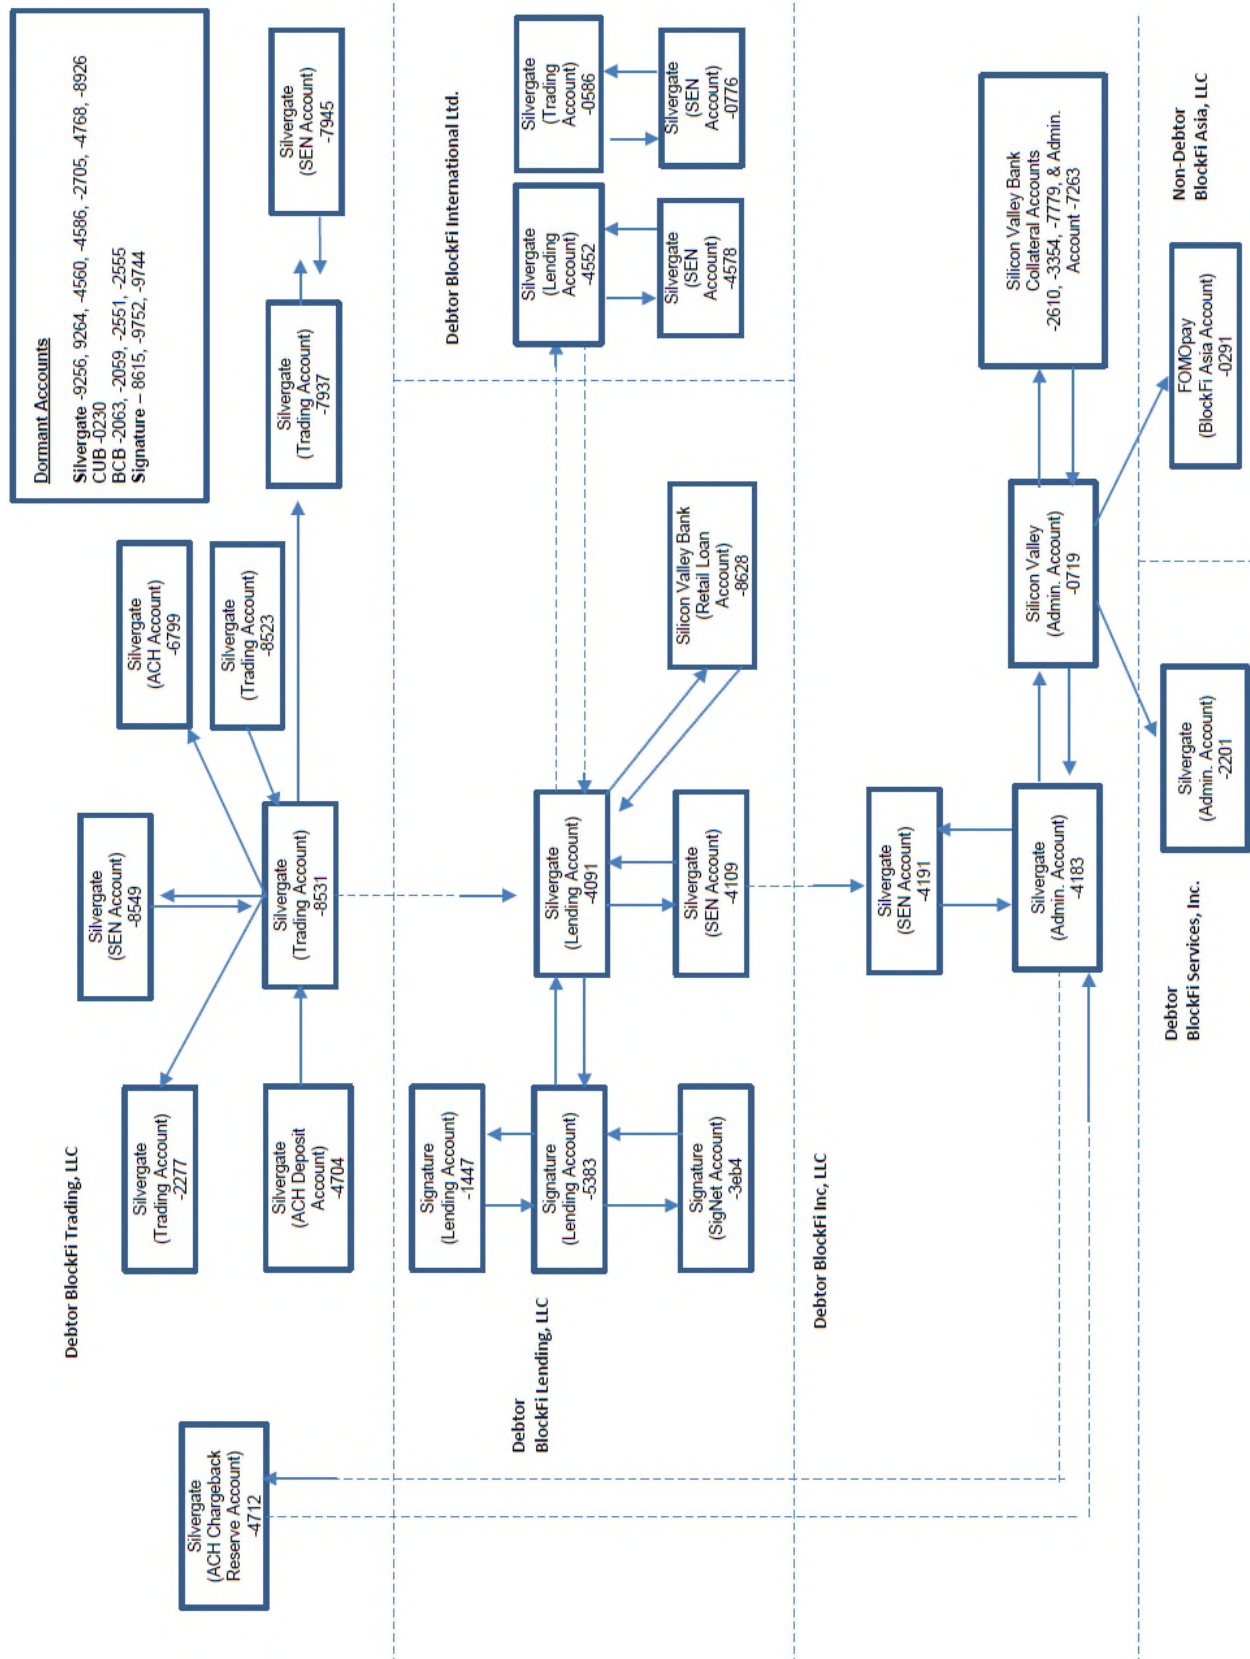 Debtor BlockFi Trading, LLC
Silvergate
(ACH Chargeback
Reserve Account)
-4712
Silvergate
(Trading Account)
-2277
Silvergate
(ACH Deposit
Account)
-4704
Silvergate
(SEN Account)
-8549
Silvergate
(Trading Account)
-8531
Silvergate
(ACH Account)
-6799
Silvergate
(Trading Account)
-8523
Silvergate
(Trading Account)
-7937
Silvergate
(SEN Account)
-7945
Dormant Accounts
Silvergate -9256, 9264, -4560, -4586, -2705, -4768, -8926
CUB -0230
BCB -2063, -2059, -2551, -2555
Signature – 8615, -9752, -9744
Debtor
BlockFi Lending, LLC
Signature
(Lending Account)
-1447
Signature
(Lending Account)
-5383
Signature
(SigNet Account)
-3eb4
Silvergate
(Lending Account)
-4091
Silvergate
(SEN Account)
-4109
Silicon Valley Bank
(Retail Loan
Account)
-8628
Debtor BlockFi International Ltd.
Silvergate
(Lending
Account)
-4552
Silvergate
(SEN
Account)
-4578
Silvergate
(Trading
Account)
-0586
Silvergate
(SEN
Account)
-0776
Debtor BlockFi Inc, LLC
Silvergate
(SEN Account)
-4191
Silvergate
(Admin. Account)
-4183
Silicon Valley
(Admin. Account)
-0719
Silicon Valley Bank
Collateral Accounts
-2610, -3354, -7779, & Admin.
Account -7263
Debtor
BlockFi Services, Inc.
Silvergate
(Admin. Account)
-2201
FOMOpay
(BlockFi Asia Account)
-0291
Non-Debtor
BlockFi Asia, LLC